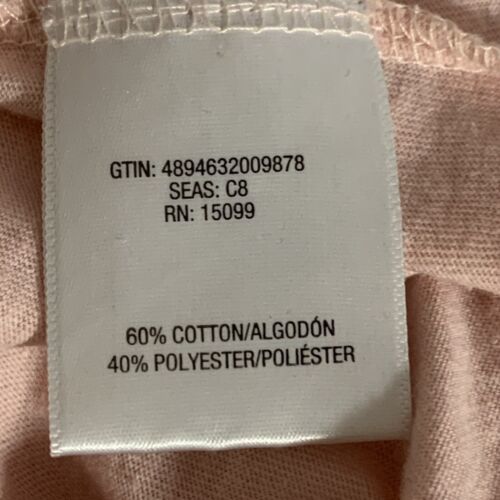 GTIN: 4894632009878
SEAS: C8
RN: 15099
60% COTTON/ALGODÓN
40% POLYESTER/POLIÉSTER